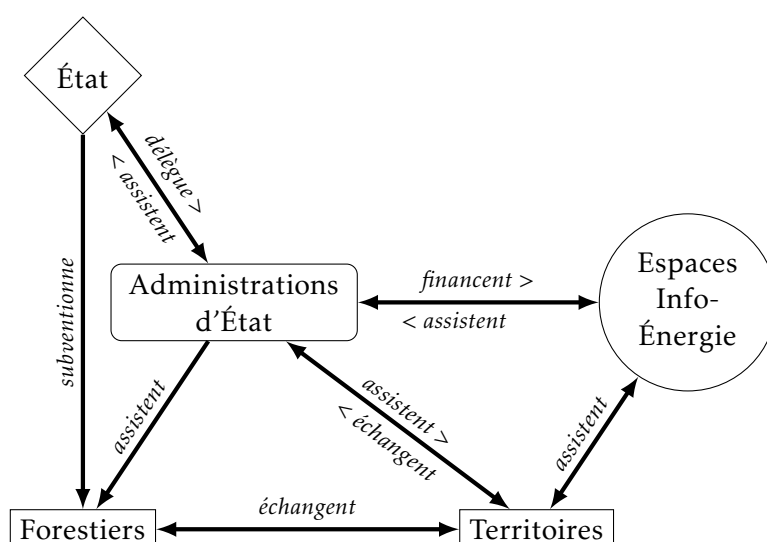 État
délègue >
< assistent
subventionne
Administrations
d'État
financent >
< assistent
Espaces
Info-
Énergie
assistent
assistent >
< échangent
assistent
Forestiers
échangent
Territoires